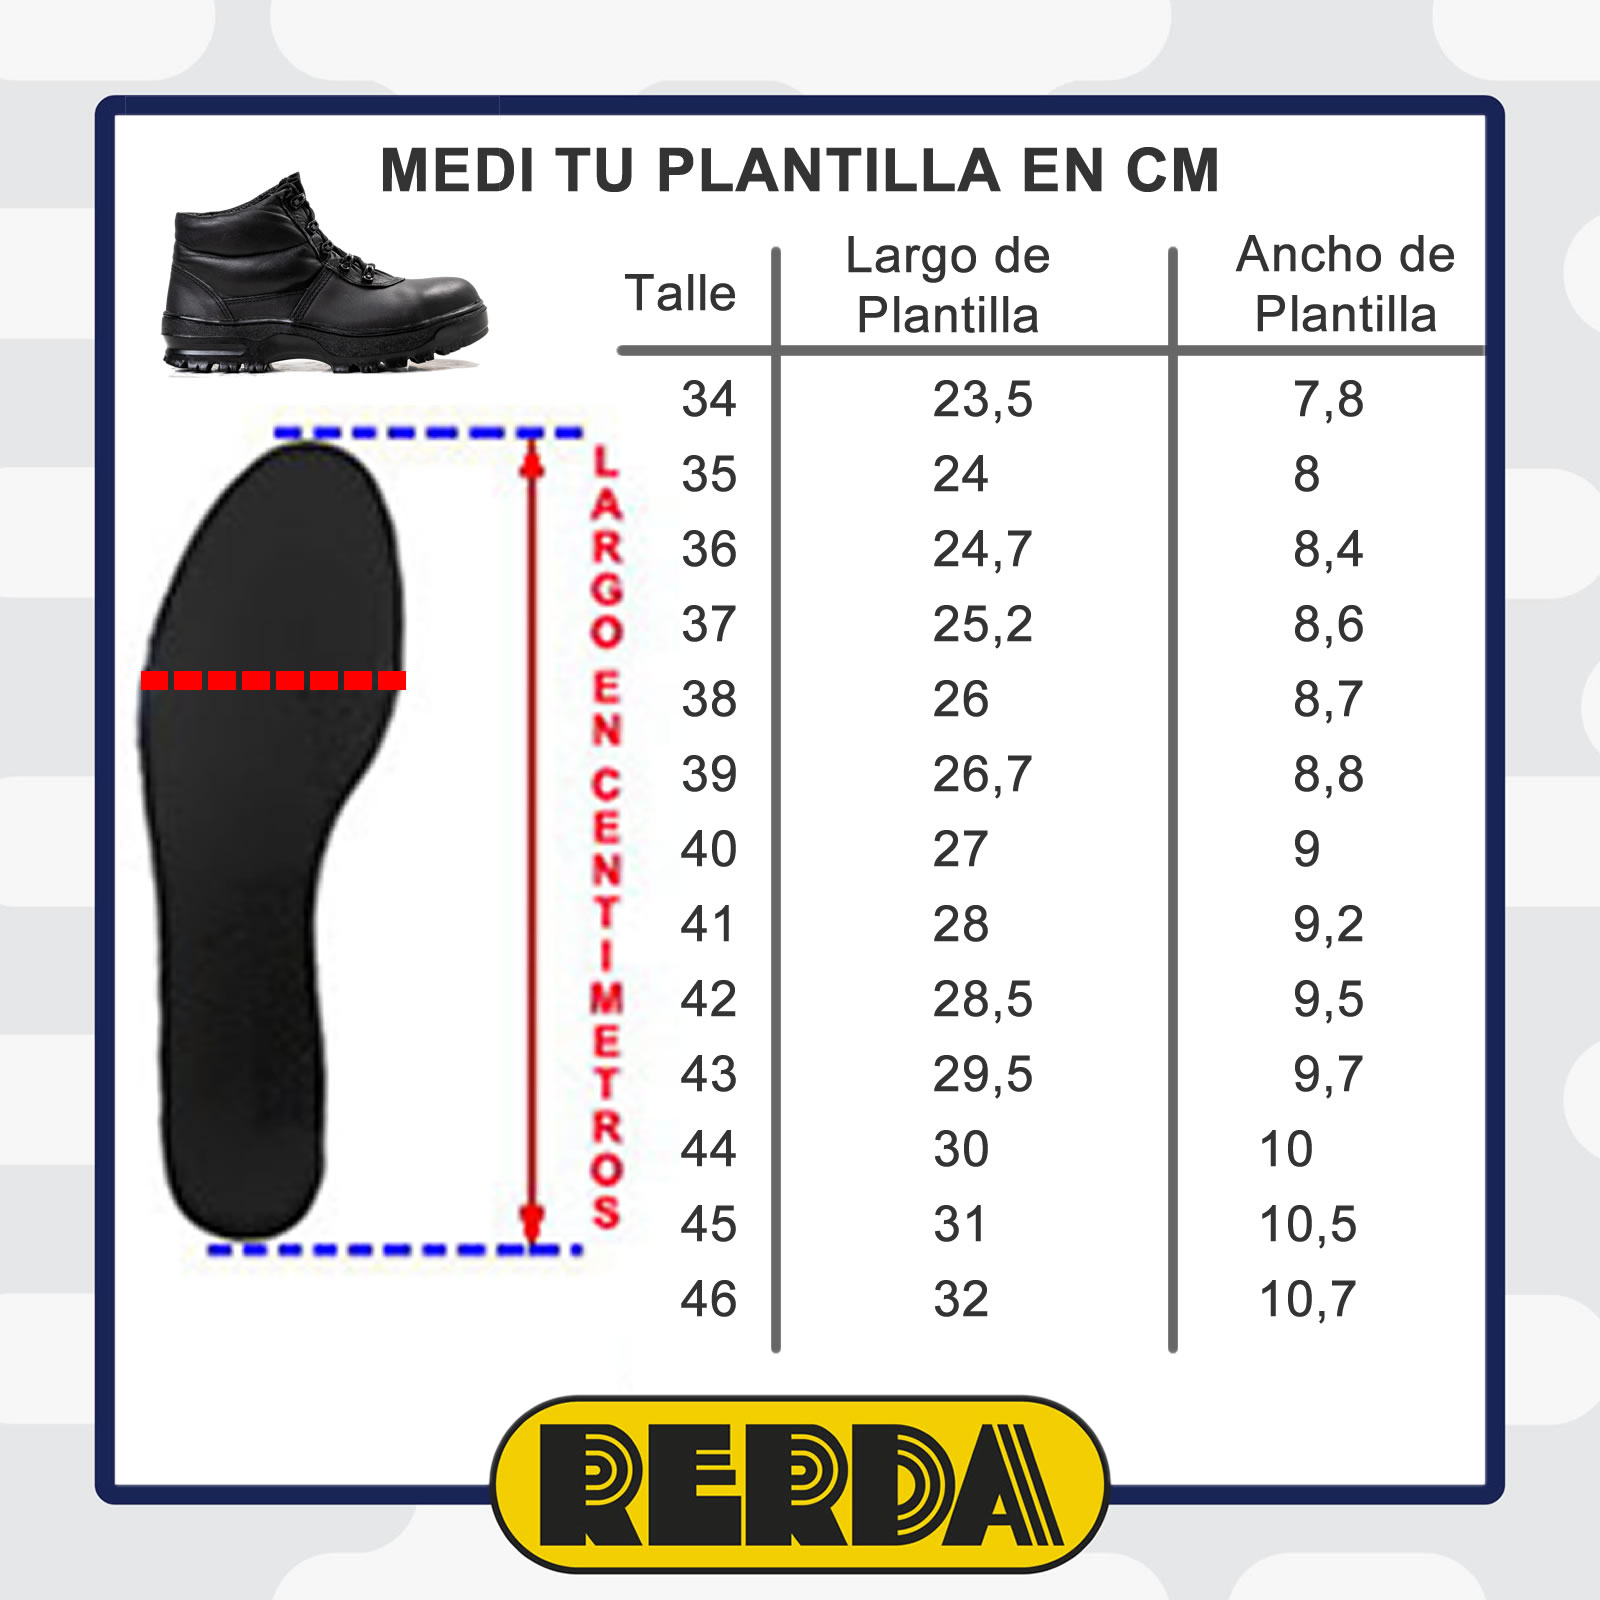 MEDI TU PLANTILLA EN CM
Talle
Largo de
Plantilla
Ancho de
Plantilla
34 23,5 7,8
35 24 8
36 24,7 8,4
37 25,2 8,6
38 26 8,7
39 26,7 8,8
40 27 9
41 28 9,2
42 28,5 9,5
43 29,5 9,7
44 30 10
45 31 10,5
46 32 10,7
LARGO EN CENTIMETROS
RERDA